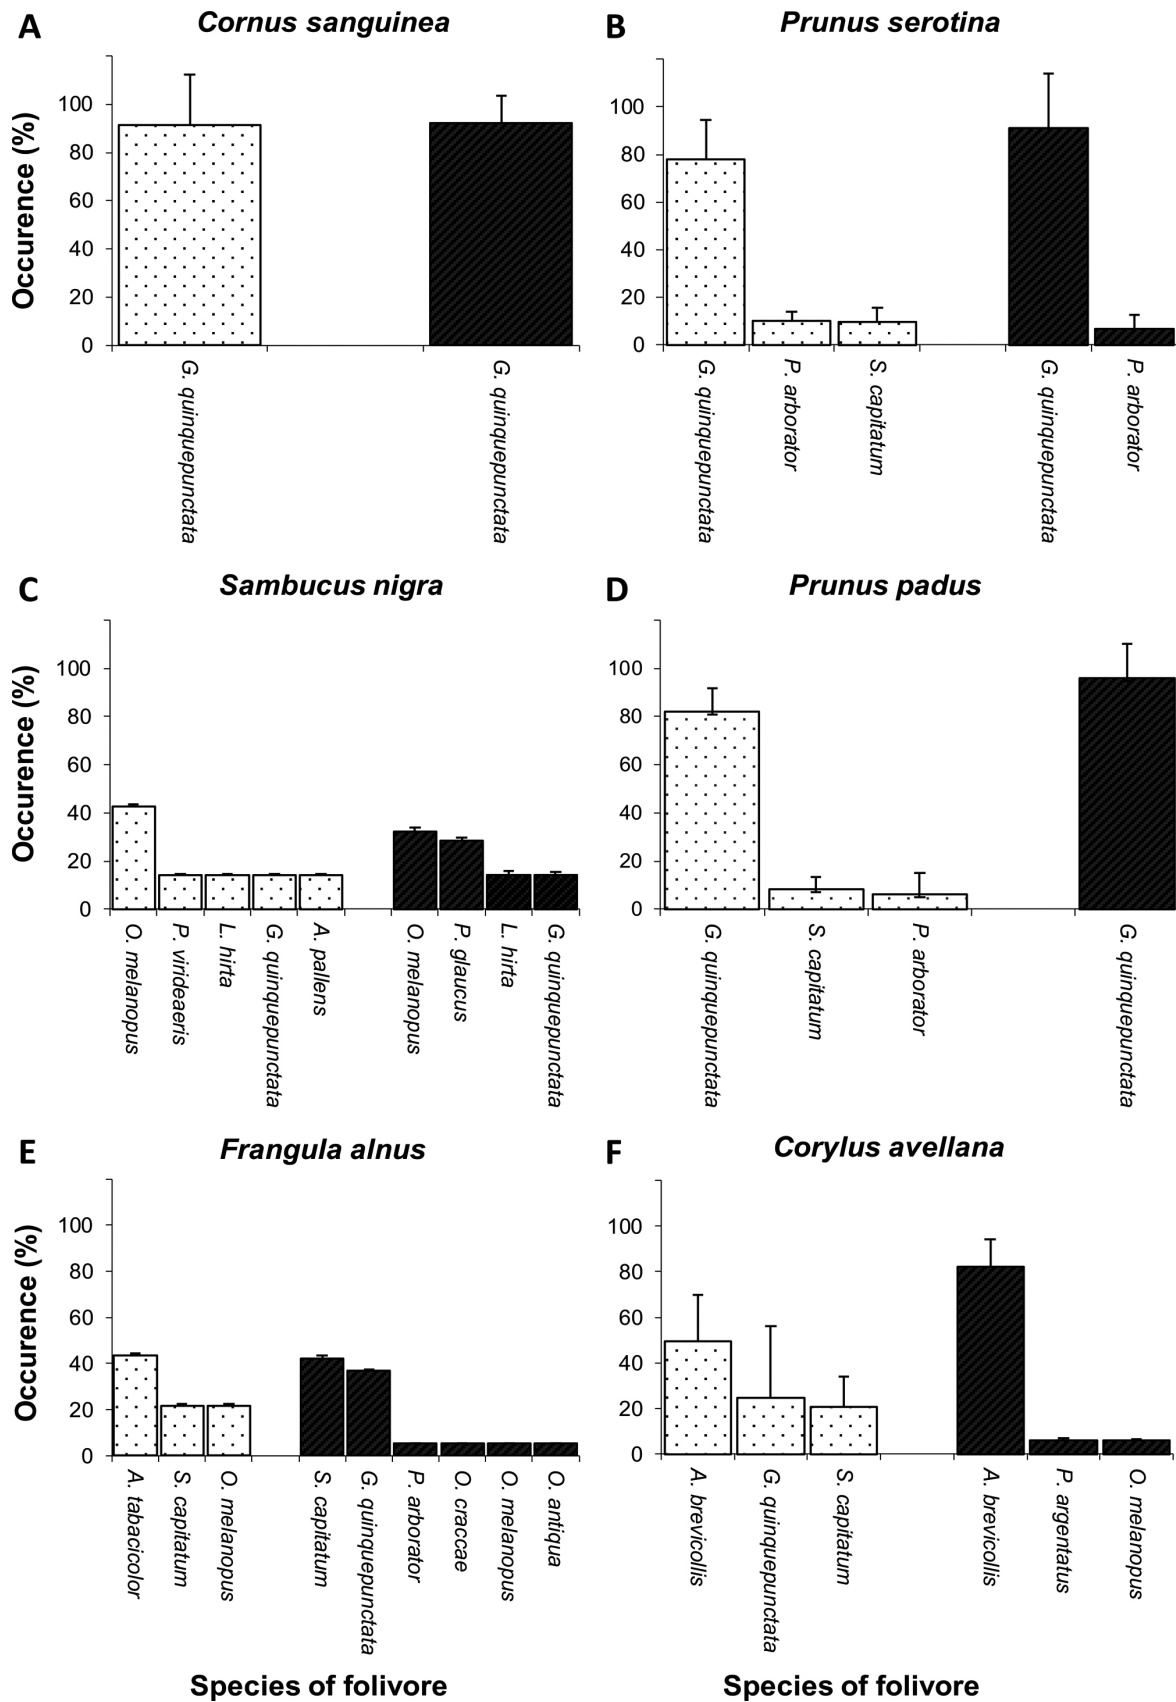 A
Cornus sanguinea
Occurence (%)
100
80
60
40
20
0
G. quinquepunctata
G. quinquepunctata
B
Prunus serotina
100
80
60
40
20
0
G. quinquepunctata
P. arborator
S. capitatum
G. quinquepunctata
P. arborator
C
Sambucus nigra
Occurence (%)
100
80
60
40
20
0
O. melanopus
P. virideaeris
L. hirta
G. quinquepunctata
A. pallens
O. melanopus
P. glaucus
L. hirta
G. quinquepunctata
D
Prunus padus
100
80
60
40
20
0
G. quinquepunctata
S. capitatum
P. arborator
G. quinquepunctata
E
Frangula alnus
Occurence (%)
100
80
60
40
20
0
A. tabacicolor
S. capitatum
O. melanopus
S. capitatum
G. quinquepunctata
P. arborator
O. craccae
O. melanopus
O. antiqua
Species of folivore
F
Corylus avellana
100
80
60
40
20
0
A. brevicollis
G. quinquepunctata
S. capitatum
A. brevicollis
P. argentatus
O. melanopus
Species of folivore